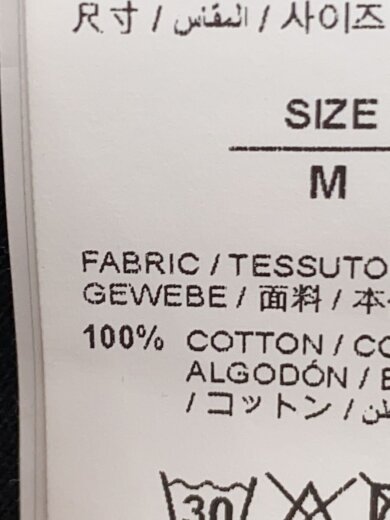 尺寸 / المقاس / 사이즈
SIZE
M
FABRIC / TESSUTO
GEWEBE / 面料 /
100% COTTON /
ALGODÓN /
/ コットン /
30